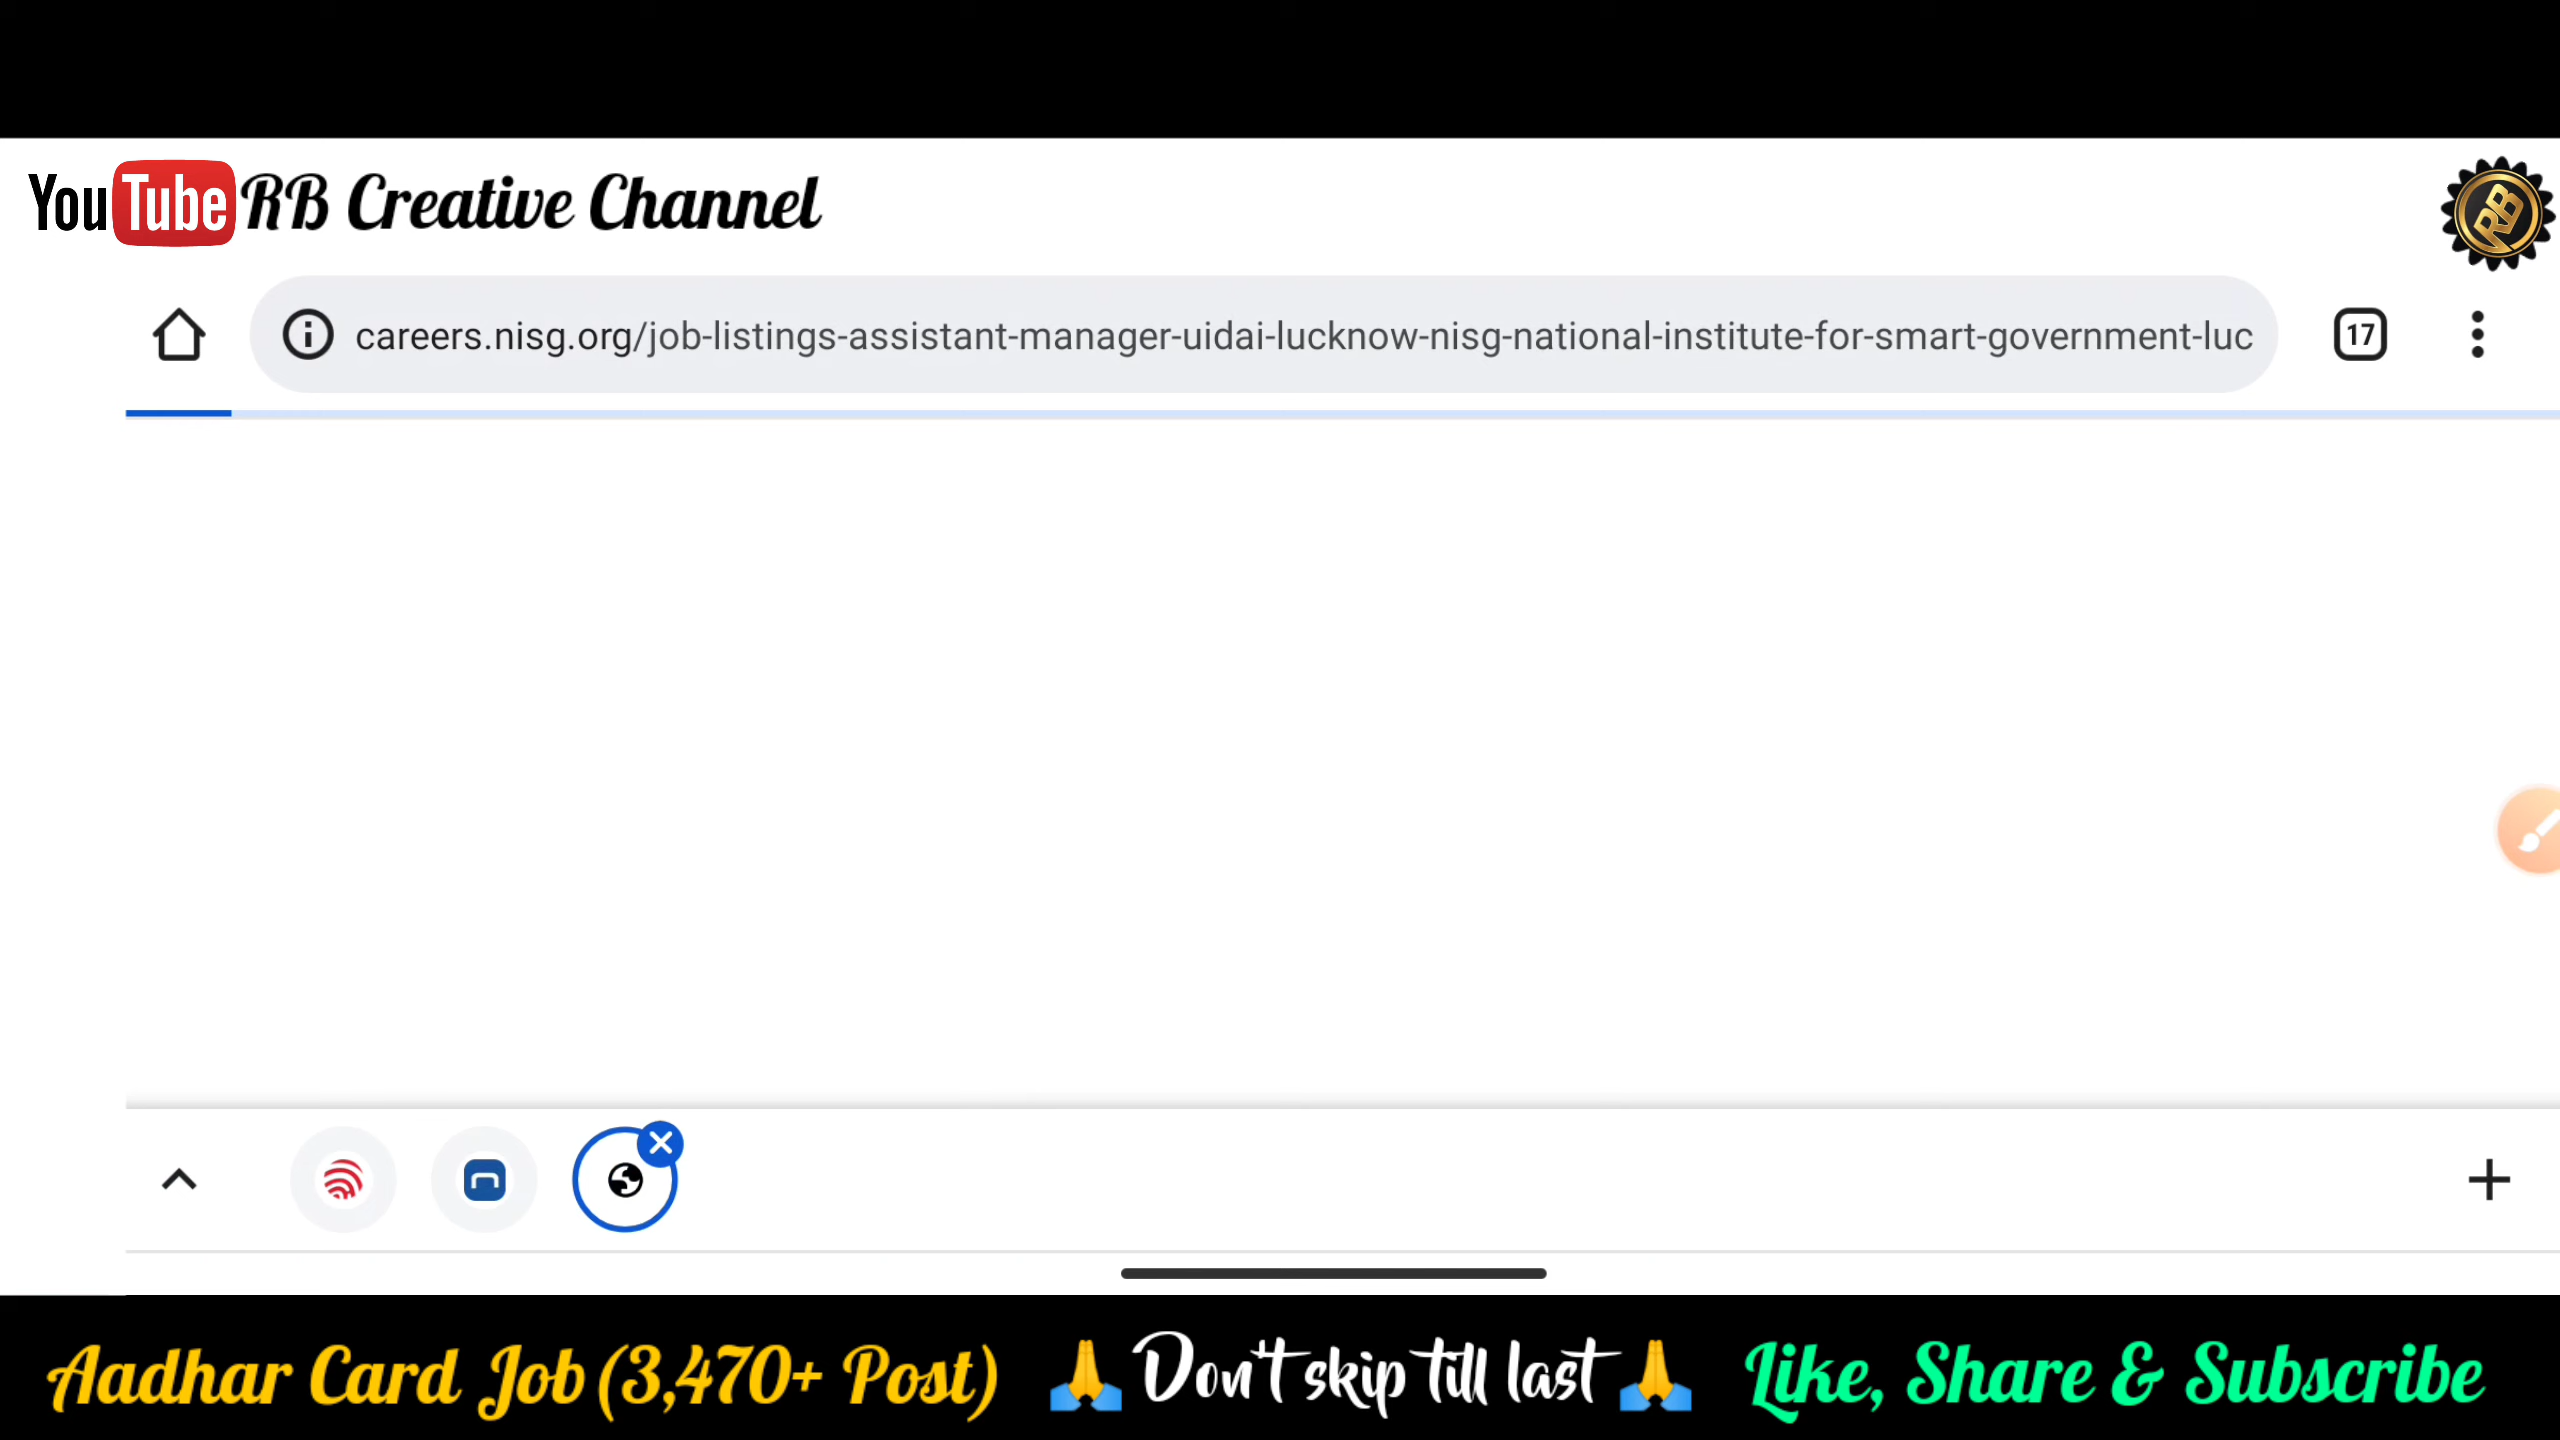 YouTube RB Creative Channel
RB
careers.nisg.org/job-listings-assistant-manager-uidai-lucknow-nisg-national-institute-for-smart-government-luc
17
Aadhar Card Job (3,470+ Post) 🙏 Don't skip till last 🙏 Like, Share & Subscribe